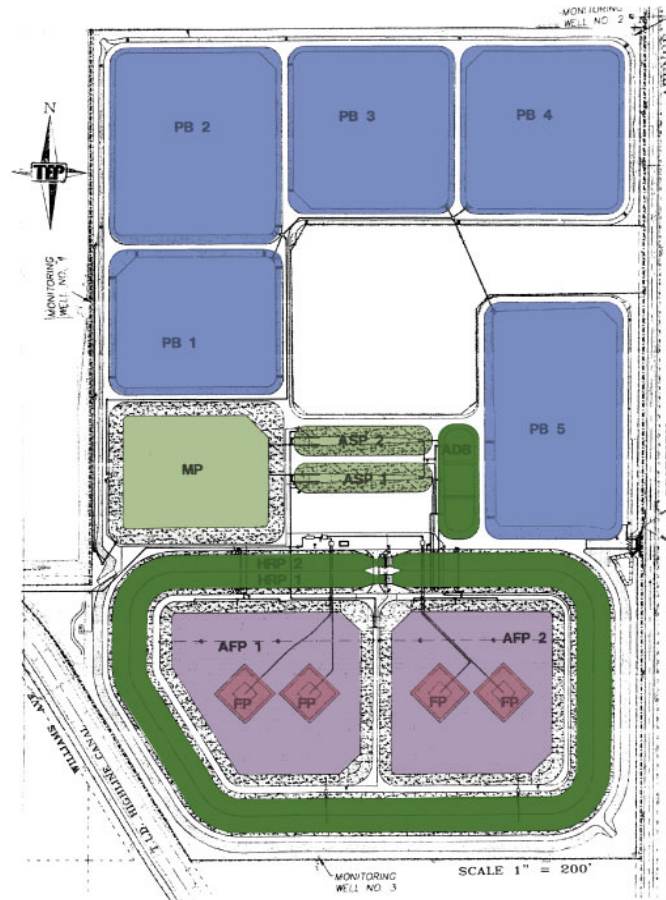 MONITORING
WELL NO. 2
PB 2
PB 3
PB 4
N
TEP
MONITORING
WELL NO. 4
PB 1
PB 5
MP
ASP 2
ASP 1
ADB
HRP 2
HRP 1
AFP 1
AFP 2
FP
FP
FP
FP
WILLIAMS AVE
T.I.D. HIGHLINE CANAL
MONITORING
WELL NO. 3
SCALE 1" = 200'